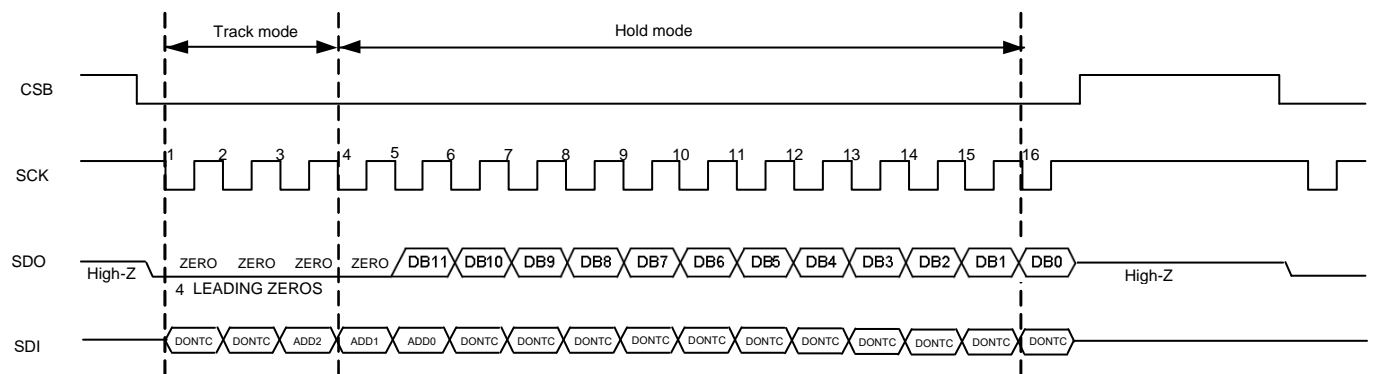 Track mode Hold mode
CSB
1 2 3 4 5 6 7 8 9 10 11 12 13 14 15 16
SCK
SDO High-Z ZERO ZERO ZERO ZERO DB11 DB10 DB9 DB8 DB7 DB6 DB5 DB4 DB3 DB2 DB1 DB0 High-Z
4 LEADING ZEROS
SDI DONTC DONTC ADD2 ADD1 ADD0 DONTC DONTC DONTC DONTC DONTC DONTC DONTC DONTC DONTC DONTC DONTC